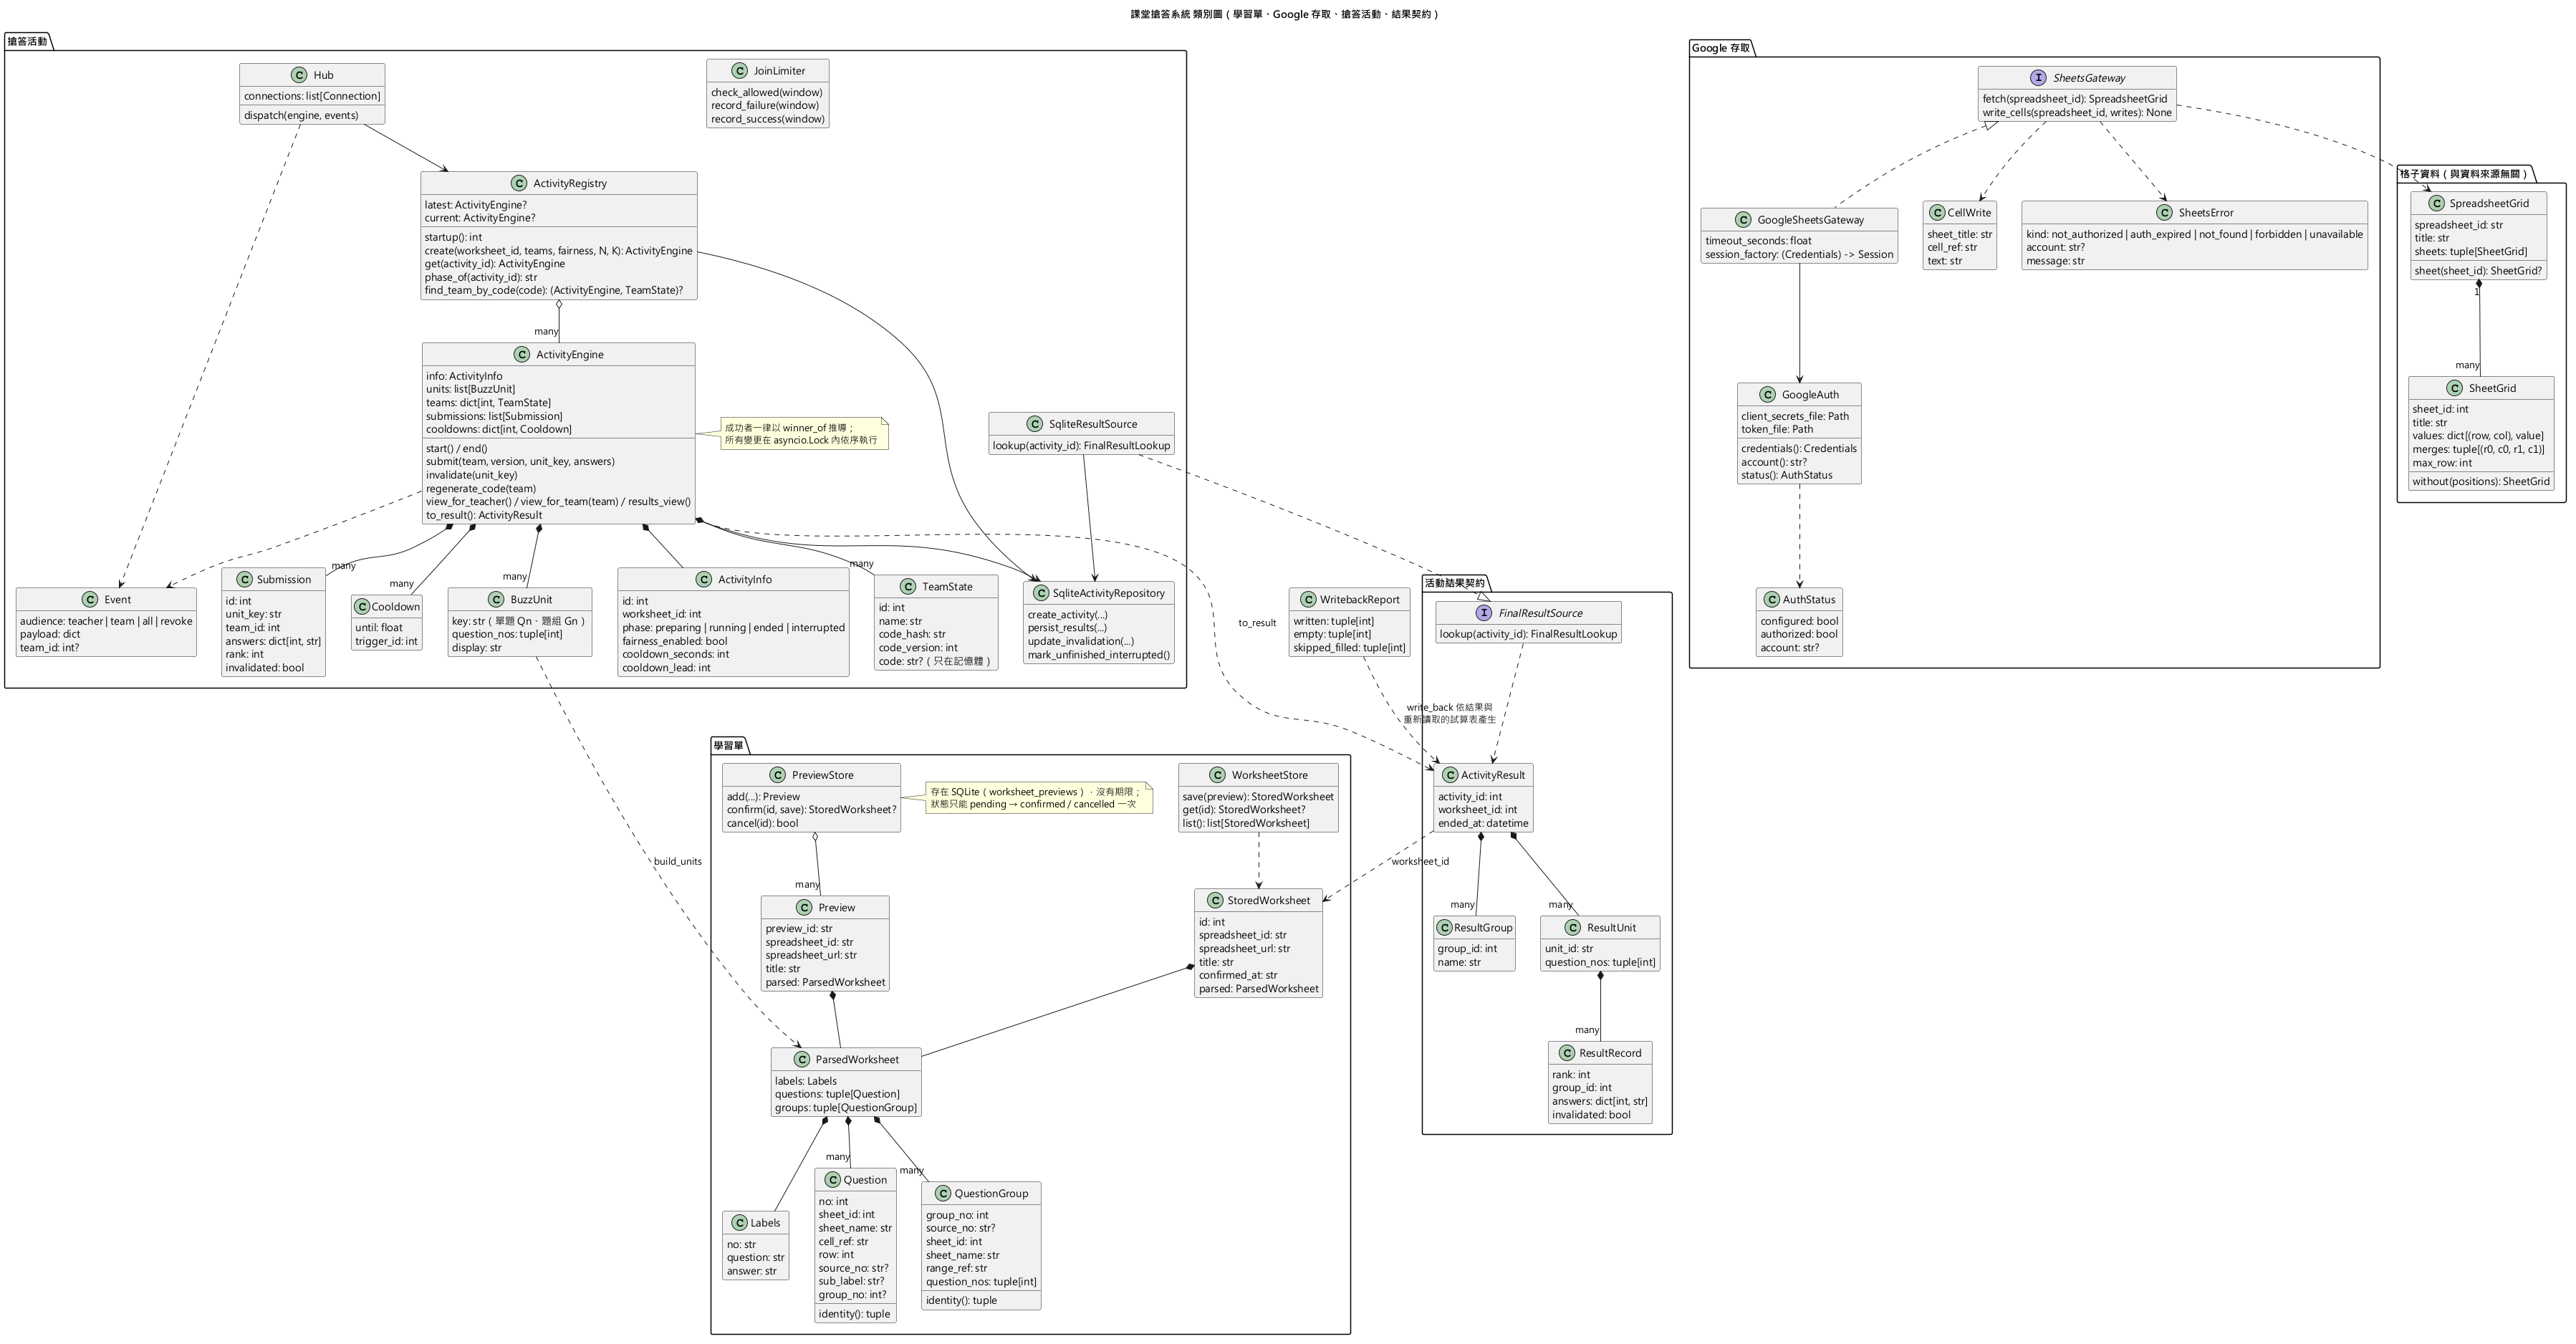 課堂搶答系統 類別圖（學習單、Google 存取、搶答活動、結果契約）
搶答活動
C Hub
connections: list[Connection]
dispatch(engine, events)
C JoinLimiter
check_allowed(window)
record_failure(window)
record_success(window)
C ActivityRegistry
latest: ActivityEngine?
current: ActivityEngine?
startup(): int
create(worksheet_id, teams, fairness, N, K): ActivityEngine
get(activity_id): ActivityEngine
phase_of(activity_id): str
find_team_by_code(code): (ActivityEngine, TeamState)?
many
C ActivityEngine
info: ActivityInfo
units: list[BuzzUnit]
teams: dict[int, TeamState]
submissions: list[Submission]
cooldowns: dict[int, Cooldown]
start() / end()
submit(team, version, unit_key, answers)
invalidate(unit_key)
regenerate_code(team)
view_for_teacher() / view_for_team(team) / results_view()
to_result(): ActivityResult
成功者一律以 winner_of 推導；
所有變更在 asyncio.Lock 內依序執行
C SqliteResultSource
lookup(activity_id): FinalResultLookup
many
many
many
many
C Event
audience: teacher | team | all | revoke
payload: dict
team_id: int?
C Submission
id: int
unit_key: str
team_id: int
answers: dict[int, str]
rank: int
invalidated: bool
C Cooldown
until: float
trigger_id: int
C BuzzUnit
key: str（單題 Qn、題組 Gn）
question_nos: tuple[int]
display: str
C ActivityInfo
id: int
worksheet_id: int
phase: preparing | running | ended | interrupted
fairness_enabled: bool
cooldown_seconds: int
cooldown_lead: int
C TeamState
id: int
name: str
code_hash: str
code_version: int
code: str?（只在記憶體）
C SqliteActivityRepository
create_activity(...)
persist_results(...)
update_invalidation(...)
mark_unfinished_interrupted()
Google 存取
I SheetsGateway
fetch(spreadsheet_id): SpreadsheetGrid
write_cells(spreadsheet_id, writes): None
C GoogleSheetsGateway
timeout_seconds: float
session_factory: (Credentials) -> Session
C CellWrite
sheet_title: str
cell_ref: str
text: str
C SheetsError
kind: not_authorized | auth_expired | not_found | forbidden | unavailable
account: str?
message: str
C GoogleAuth
client_secrets_file: Path
token_file: Path
credentials(): Credentials
account(): str?
status(): AuthStatus
C AuthStatus
configured: bool
authorized: bool
account: str?
格子資料（與資料來源無關）
C SpreadsheetGrid
spreadsheet_id: str
title: str
sheets: tuple[SheetGrid]
sheet(sheet_id): SheetGrid?
1
many
C SheetGrid
sheet_id: int
title: str
values: dict[(row, col), value]
merges: tuple[(r0, c0, r1, c1)]
max_row: int
without(positions): SheetGrid
to_result
C WritebackReport
written: tuple[int]
empty: tuple[int]
skipped_filled: tuple[int]
write_back 依結果與
重新讀取的試算表產生
活動結果契約
I FinalResultSource
lookup(activity_id): FinalResultLookup
C ActivityResult
activity_id: int
worksheet_id: int
ended_at: datetime
worksheet_id
many
many
C ResultGroup
group_id: int
name: str
C ResultUnit
unit_id: str
question_nos: tuple[int]
many
C ResultRecord
rank: int
group_id: int
answers: dict[int, str]
invalidated: bool
build_units
學習單
C PreviewStore
add(...): Preview
confirm(id, save): StoredWorksheet?
cancel(id): bool
存在 SQLite（worksheet_previews），沒有期限；
狀態只能 pending → confirmed / cancelled 一次
C WorksheetStore
save(preview): StoredWorksheet
get(id): StoredWorksheet?
list(): list[StoredWorksheet]
many
C Preview
preview_id: str
spreadsheet_id: str
spreadsheet_url: str
title: str
parsed: ParsedWorksheet
C StoredWorksheet
id: int
spreadsheet_id: str
spreadsheet_url: str
title: str
confirmed_at: str
parsed: ParsedWorksheet
C ParsedWorksheet
labels: Labels
questions: tuple[Question]
groups: tuple[QuestionGroup]
many
many
C Labels
no: str
question: str
answer: str
C Question
no: int
sheet_id: int
sheet_name: str
cell_ref: str
row: int
source_no: str?
sub_label: str?
group_no: int?
identity(): tuple
C QuestionGroup
group_no: int
source_no: str?
sheet_id: int
sheet_name: str
range_ref: str
question_nos: tuple[int]
identity(): tuple